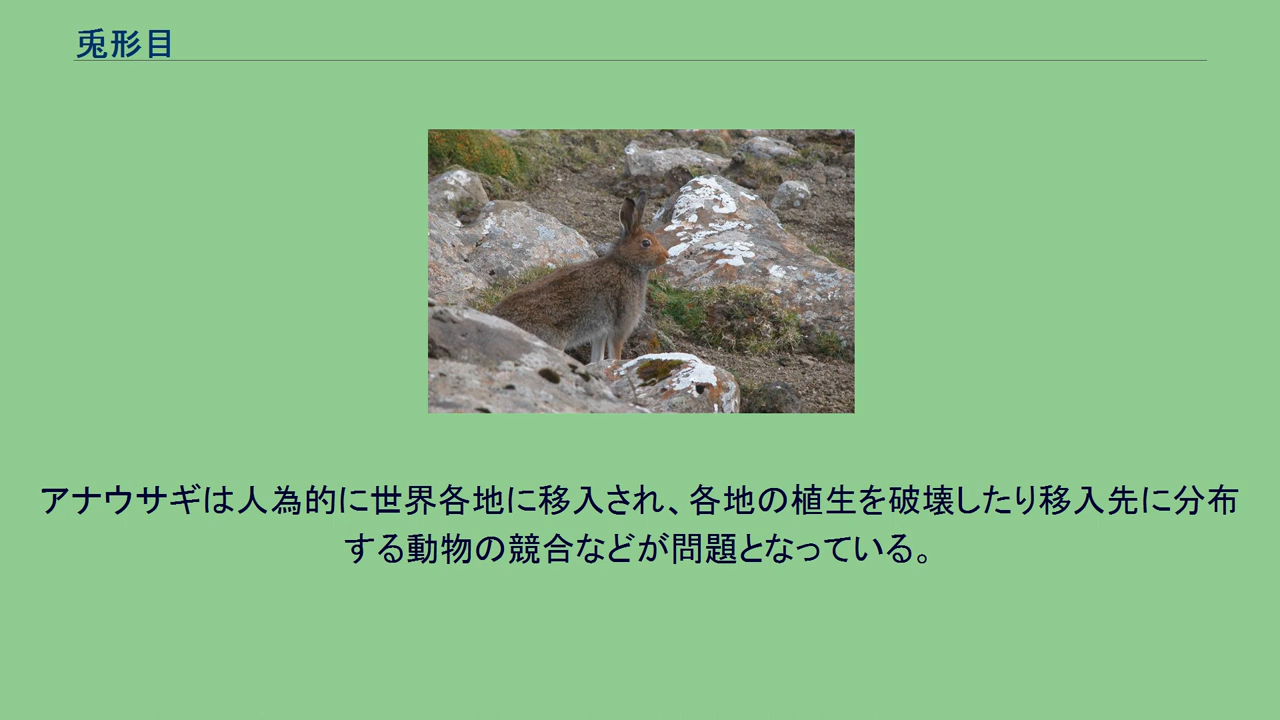 兎形目
アナウサギは人為的に世界各地に移入され、各地の植生を破壊したり移入先に分布
する動物の競合などが問題となっている。